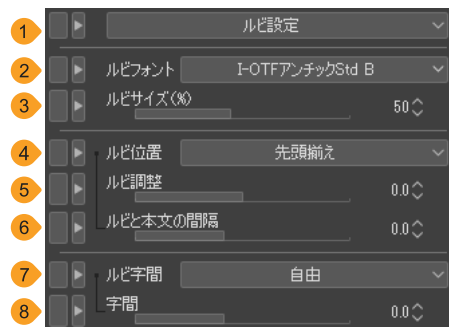 1 ルビ設定
2 ルビフォント I-OTFアンチックStd B
3 ルビサイズ(%) 50
4 ルビ位置 先頭揃え
5 ルビ調整 0.0
6 ルビと本文の間隔 0.0
7 ルビ字間 自由
8 字間 0.0